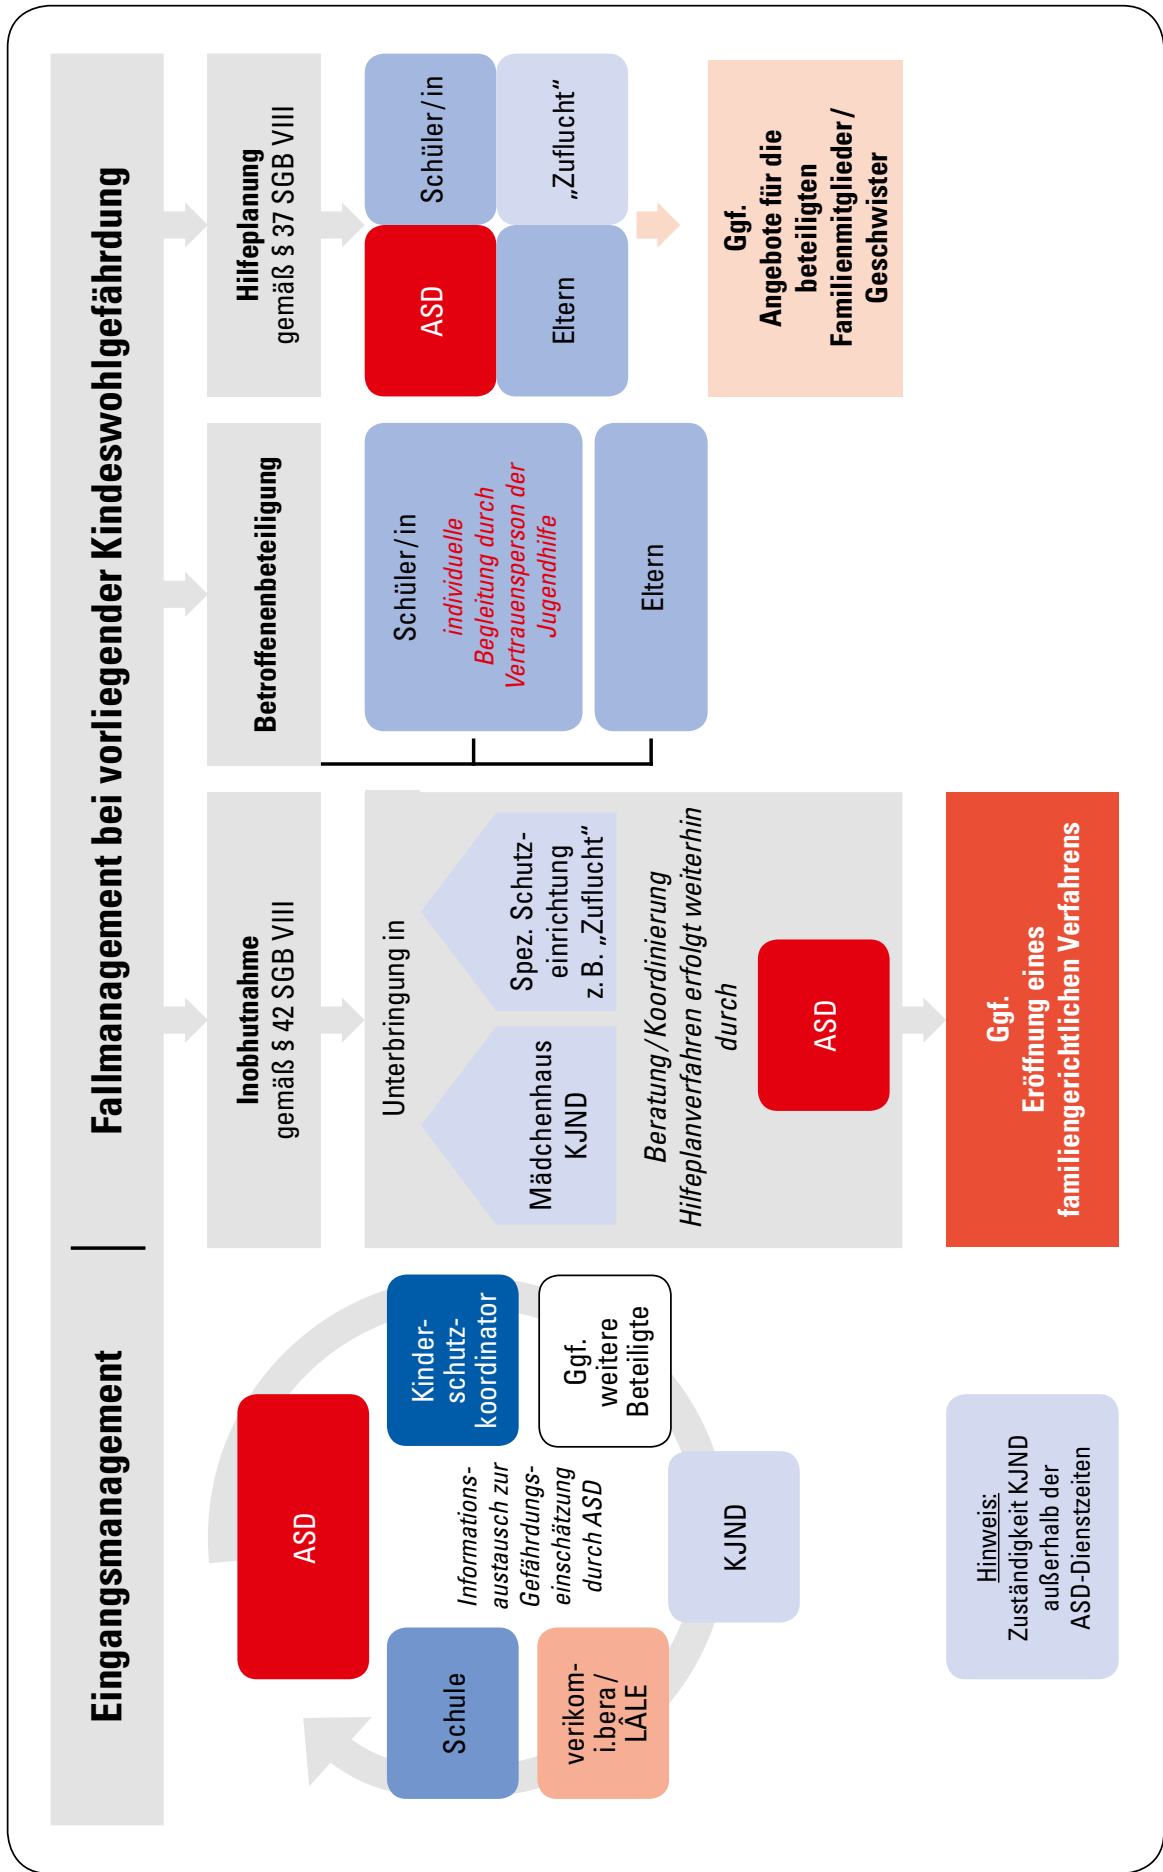 Eingangsmanagement
Fallmanagement bei vorliegender Kindeswohlgefährdung
ASD
Schule
Kinder-
schutz-
koordinator
Informations-
austausch zur
Gefährdungs-
einschätzung
durch ASD
verikom-
i.bera /
LÂLE
Ggf.
weitere
Beteiligte
KJND
Hinweis:
Zuständigkeit KJND
außerhalb der
ASD-Dienstzeiten
Inobhutnahme
gemäß § 42 SGB VIII
Unterbringung in
Mädchenhaus
KJND
Spez. Schutz-
einrichtung
z. B. „Zuflucht“
Beratung / Koordinierung
Hilfeplanverfahren erfolgt weiterhin
durch
ASD
Ggf.
Eröffnung eines
familiengerichtlichen Verfahrens
Betroffenenbeteiligung
Schüler / in
individuelle
Begleitung durch
Vertrauensperson der
Jugendhilfe
Eltern
Hilfeplanung
gemäß § 37 SGB VIII
ASD
Schüler / in
Eltern
„Zuflucht“
Ggf.
Angebote für die
beteiligten
Familienmitglieder /
Geschwister